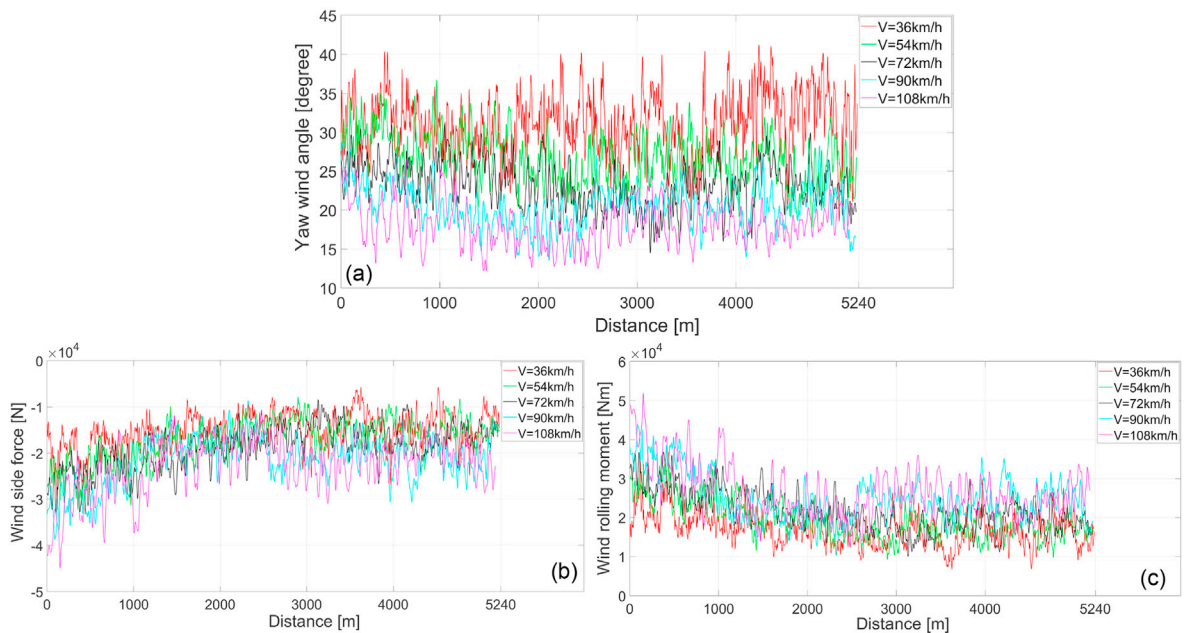 45
40
35
30
25
20
15
10
Yaw wind angle [degree]
V=36km/h
V=54km/h
V=72km/h
V=90km/h
V=108km/h
(a)
0 1000 2000 3000 4000 5240
Distance [m]
×10⁴
0
-1
-2
-3
-4
-5
Wind side force [N]
V=36km/h
V=54km/h
V=72km/h
V=90km/h
V=108km/h
(b)
0 1000 2000 3000 4000 5240
Distance [m]
×10⁴
6
5
4
3
2
1
0
Wind rolling moment [Nm]
V=36km/h
V=54km/h
V=72km/h
V=90km/h
V=108km/h
(c)
0 1000 2000 3000 4000 5240
Distance [m]